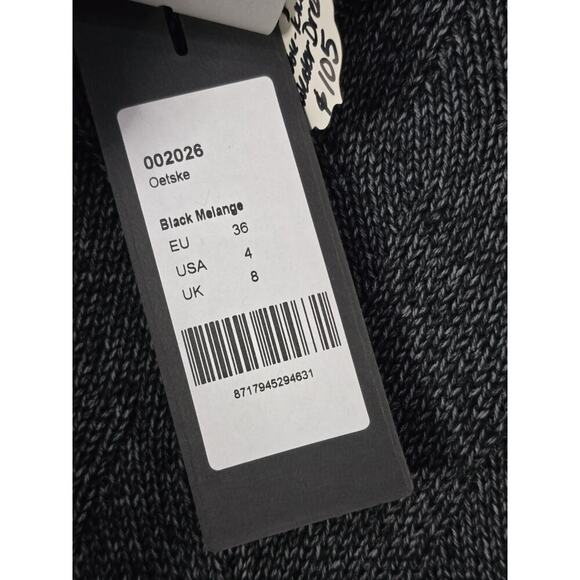 002026
Oetske
Black Melange
EU 36
USA 4
UK 8
8717945294631
$105